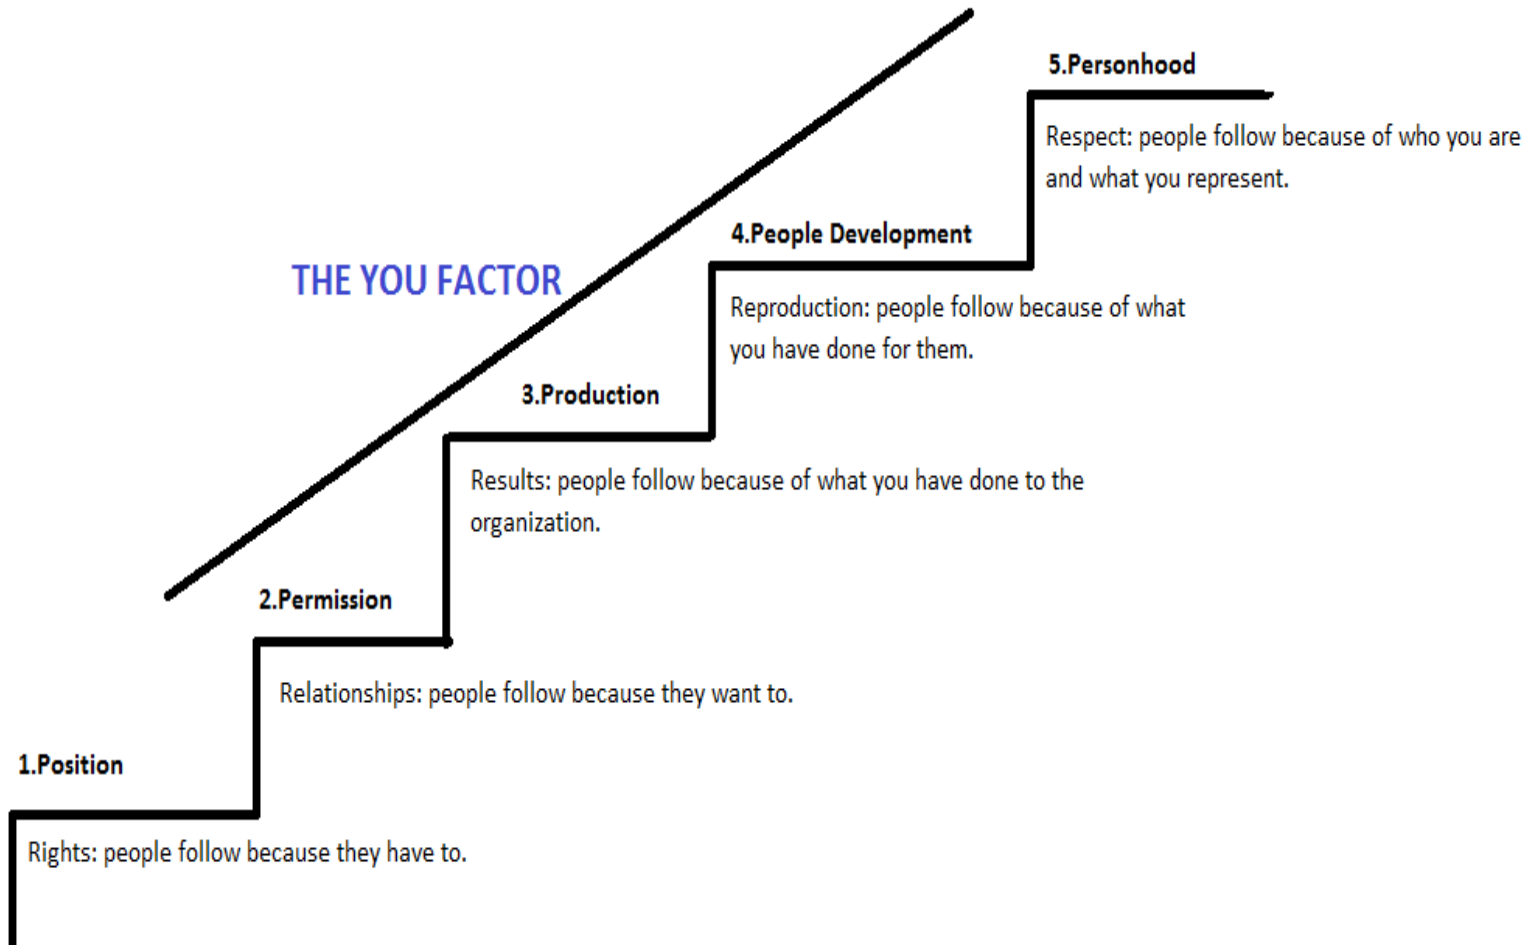 5.Personhood
Respect: people follow because of who you are
and what you represent.
4.People Development
THE YOU FACTOR
Reproduction: people follow because of what
you have done for them.
3.Production
Results: people follow because of what you have done to the
organization.
2.Permission
Relationships: people follow because they want to.
1.Position
Rights: people follow because they have to.